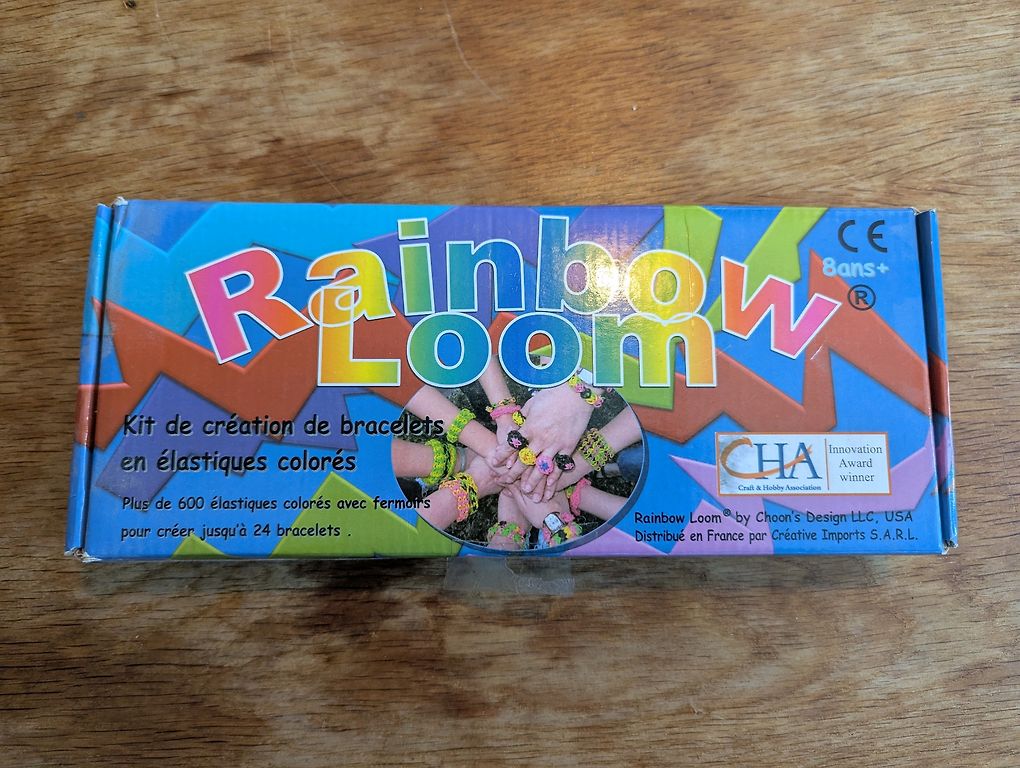 Rainbow
Loom
®
CE
8ans+
Kit de création de bracelets
en élastiques colorés
Plus de 600 élastiques colorés avec fermoirs
pour créer jusqu'à 24 bracelets .
CHA
Craft & Hobby Association
Innovation
Award
winner
Rainbow Loom® by Choon's Design LLC, USA
Distribué en France par Créative Imports S.A.R.L.